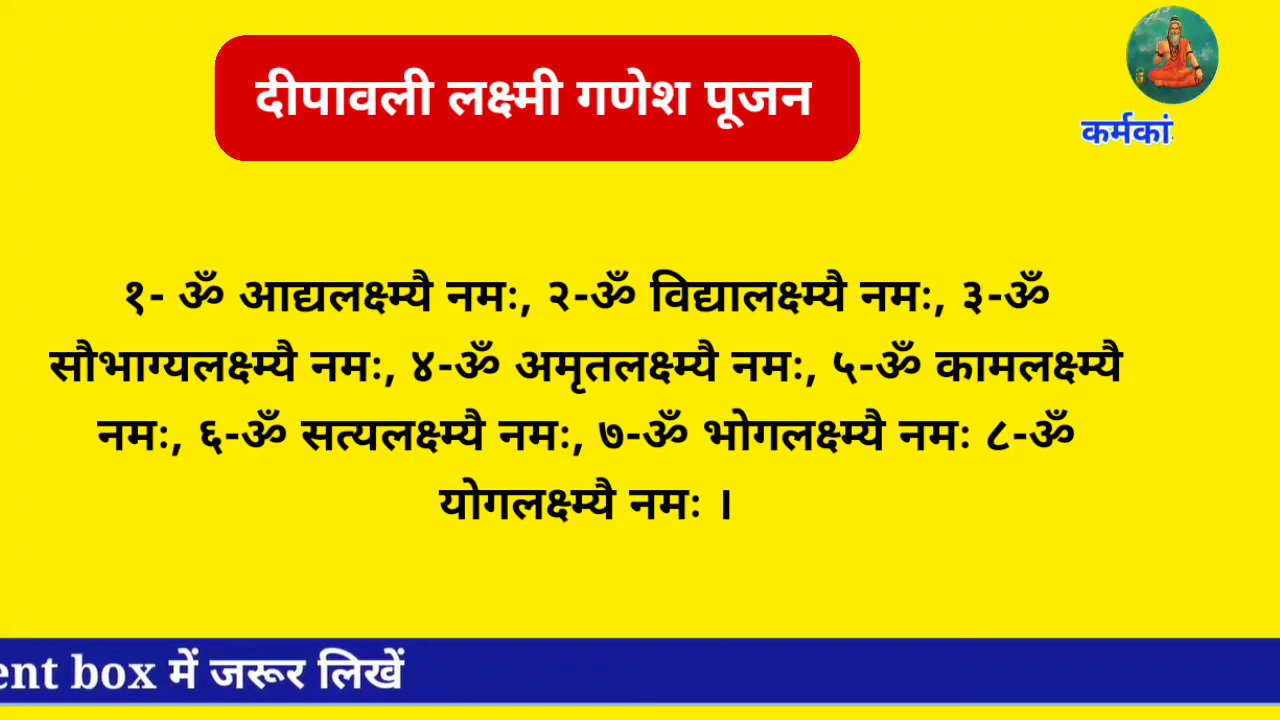 दीपावली लक्ष्मी गणेश पूजन
कर्मकां
१- ॐ आद्यलक्ष्म्यै नमः, २-ॐ विद्यालक्ष्म्यै नमः, ३-ॐ
सौभाग्यलक्ष्म्यै नमः, ४-ॐ अमृतलक्ष्म्यै नमः, ५-ॐ कामलक्ष्म्यै
नमः, ६-ॐ सत्यलक्ष्म्यै नमः, ७-ॐ भोगलक्ष्म्यै नमः ८-ॐ
योगलक्ष्म्यै नमः ।
ent box में जरूर लिखें